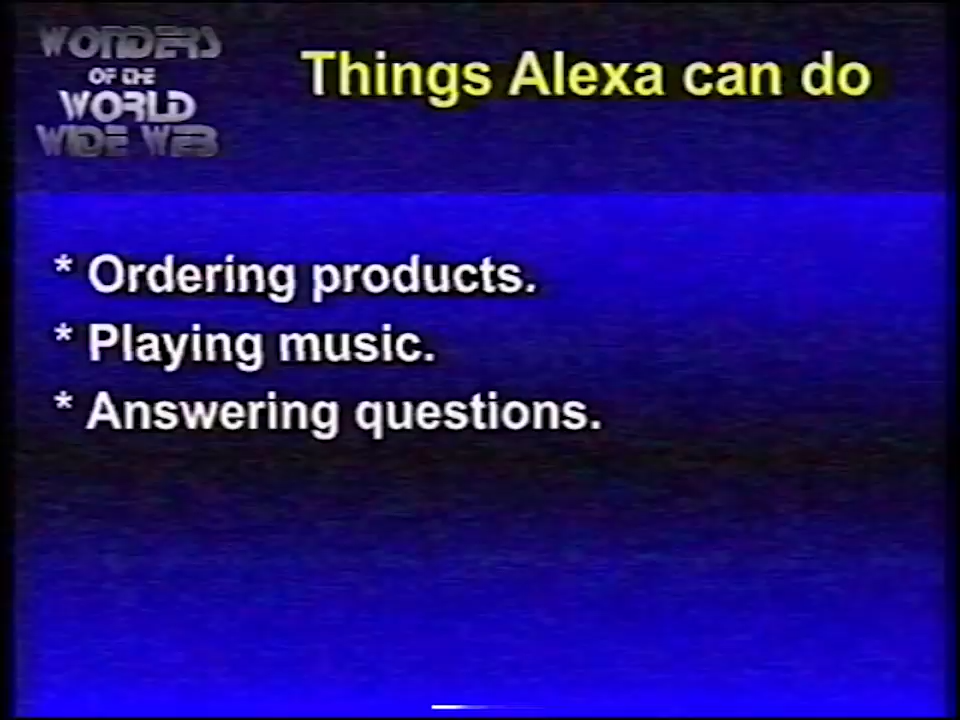 WONDERS
OF THE
WORLD
WIDE WEB
Things Alexa can do
* Ordering products.
* Playing music.
* Answering questions.